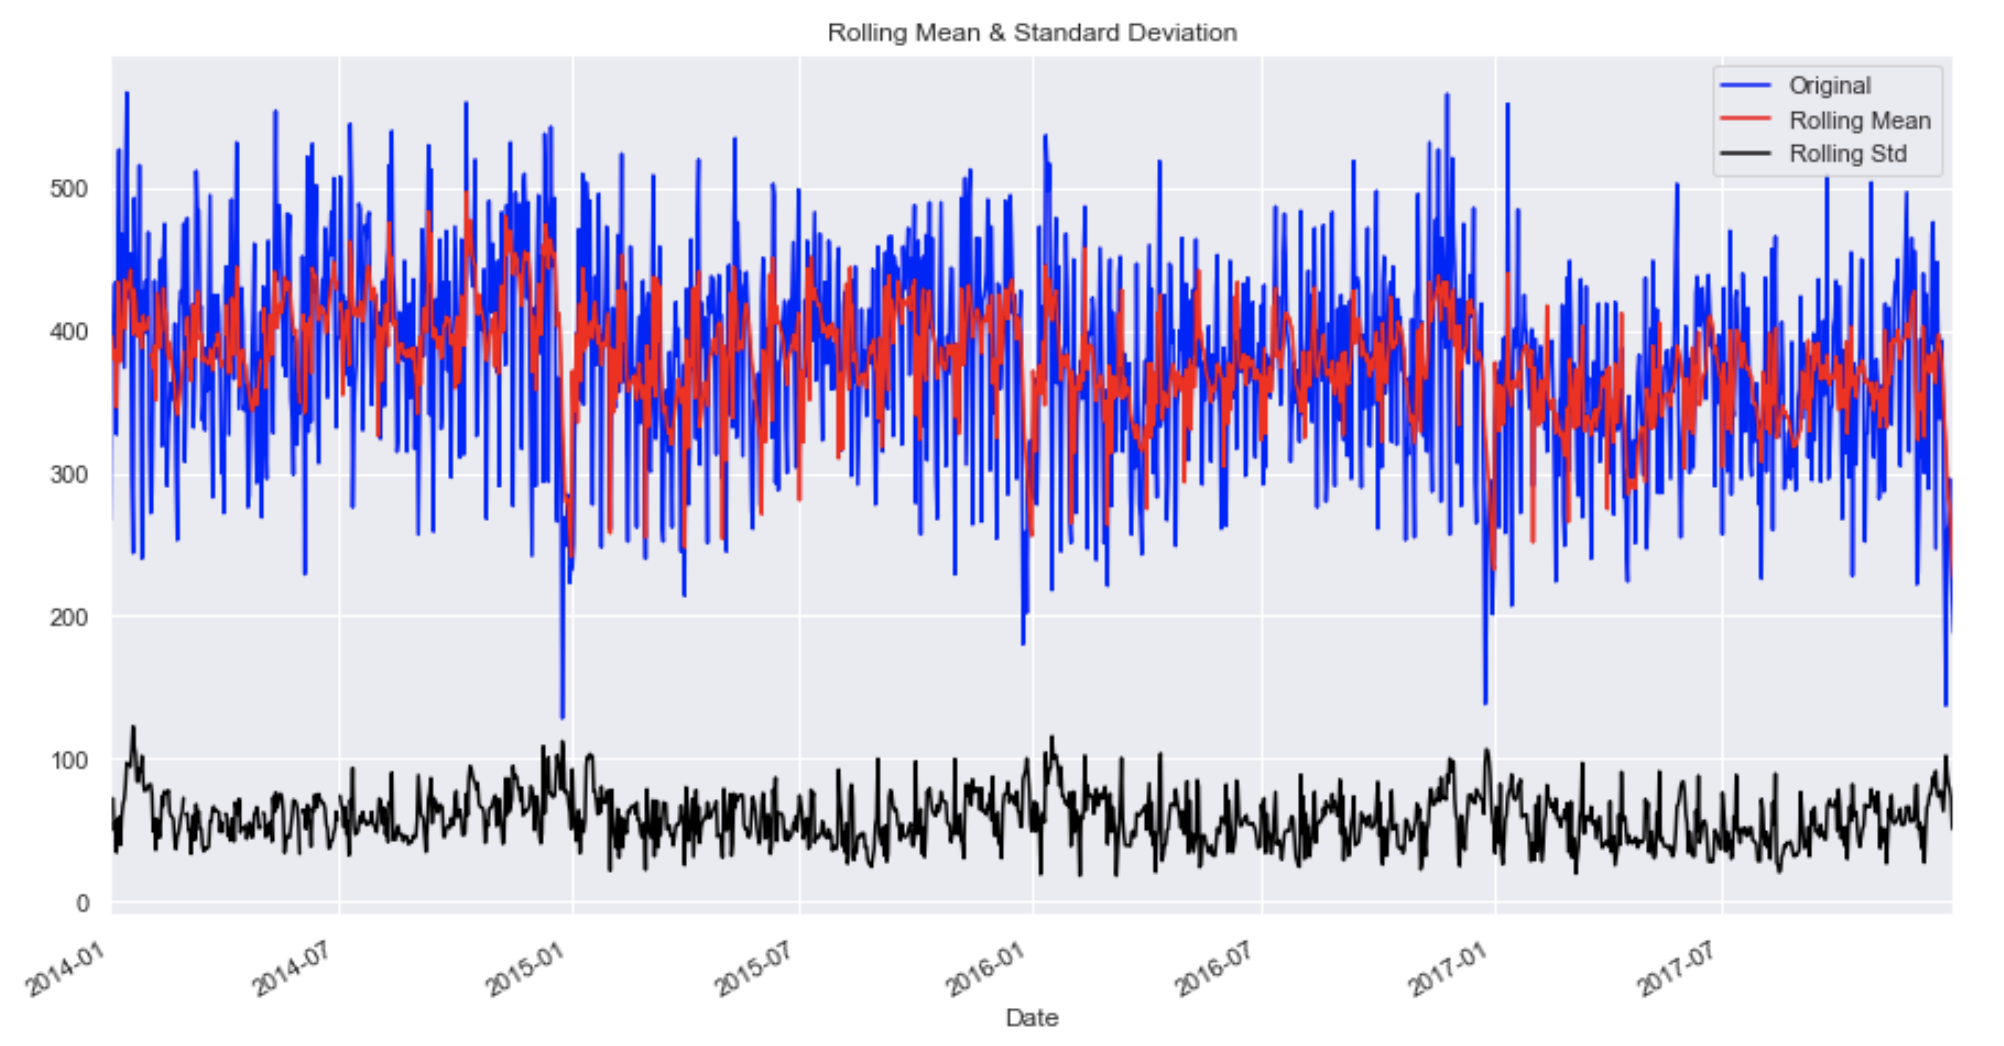 Rolling Mean & Standard Deviation
Original
Rolling Mean
Rolling Std
500
400
300
200
100
0
2014-01
2014-07
2015-01
2015-07
2016-01
2016-07
2017-01
2017-07
Date